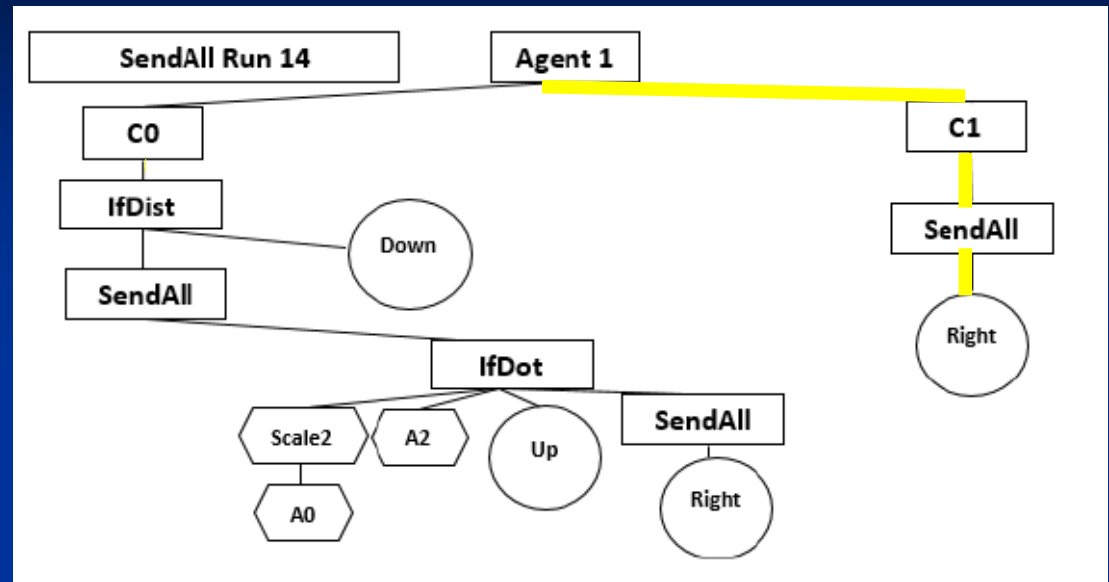 SendAll Run 14
Agent 1
C0
C1
IfDist
SendAll
Down
SendAll
Right
IfDot
Scale2
A2
Up
SendAll
A0
Right